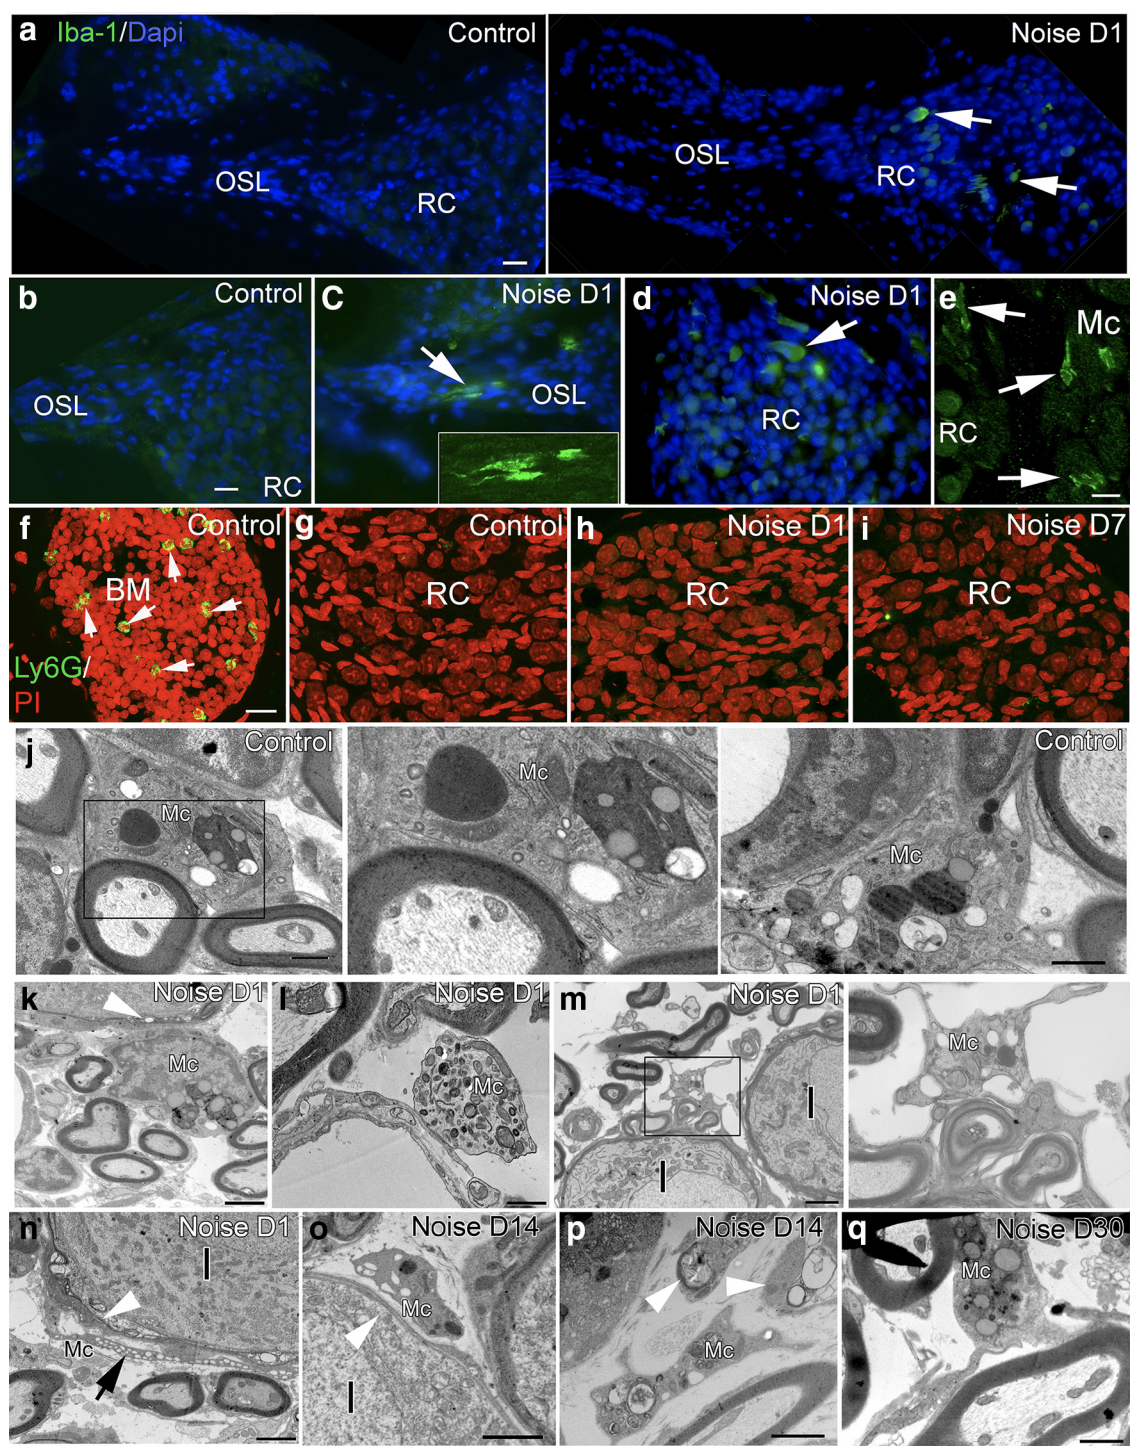 a Iba-1/Dapi Control Noise D1
OSL RC OSL RC
b Control C Noise D1 d Noise D1 e Mc
OSL RC OSL RC RC
f Control g Control h Noise D1 i Noise D7
BM RC RC RC
Ly6G/
PI
j Control Control
Mc Mc Mc
k Noise D1 l Noise D1 m Noise D1
Mc Mc Mc
I I
n Noise D1 o Noise D14 p Noise D14 q Noise D30
I Mc Mc I Mc Mc